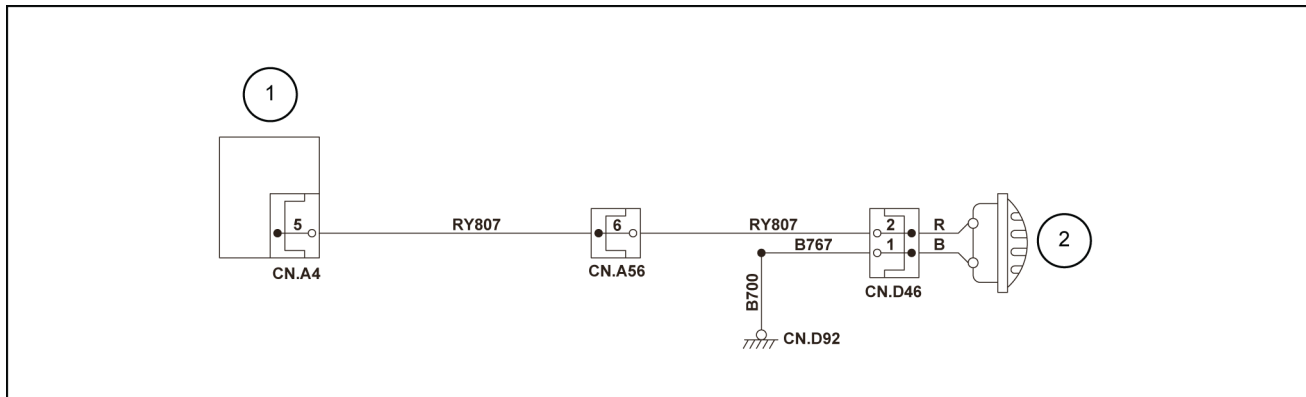 1
5
RY807
CN.A4
6
CN.A56
RY807
B767
B700
CN.D92
2
1
R
B
CN.D46
2